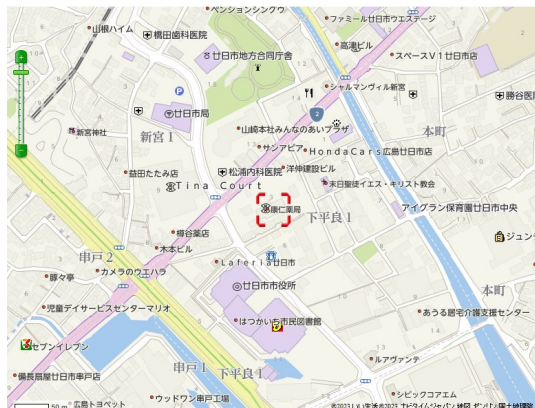 ペンションシングウ
山根ハイム
橋田歯科医院
ファミール廿日市ウエステージ
高津ビル
廿日市地方合同庁舎
スペースV1廿日市店
シャルマンヴィル新宮
勝谷医
P
廿日市局
2
本町
新宮神社
新宮1
山崎本社みんなのあいプラザ
サンアビア
HondaCars広島廿日市店
益田たたみ店
松浦内科医院
洋伸建設ビル
Tina Court
末日聖徒イエス・キリスト教会
康仁薬局
下平良1
アイグラン保育園廿日市中央
樽谷薬店
ジュン
串戸2
木本ビル
Laferia廿日市
カメラのウエハラ
豚々亭
廿日市市役所
本町
児童デイサービスセンターマリオ
はつかいち市民図書館
あうる居宅介護支援センター
セブンイレブン
串戸1
下平良1
ルアヴァンテ
備長扇屋廿日市串戸店
ウッドワン串戸工場
シビックコアエム
50 m
広島トヨペット